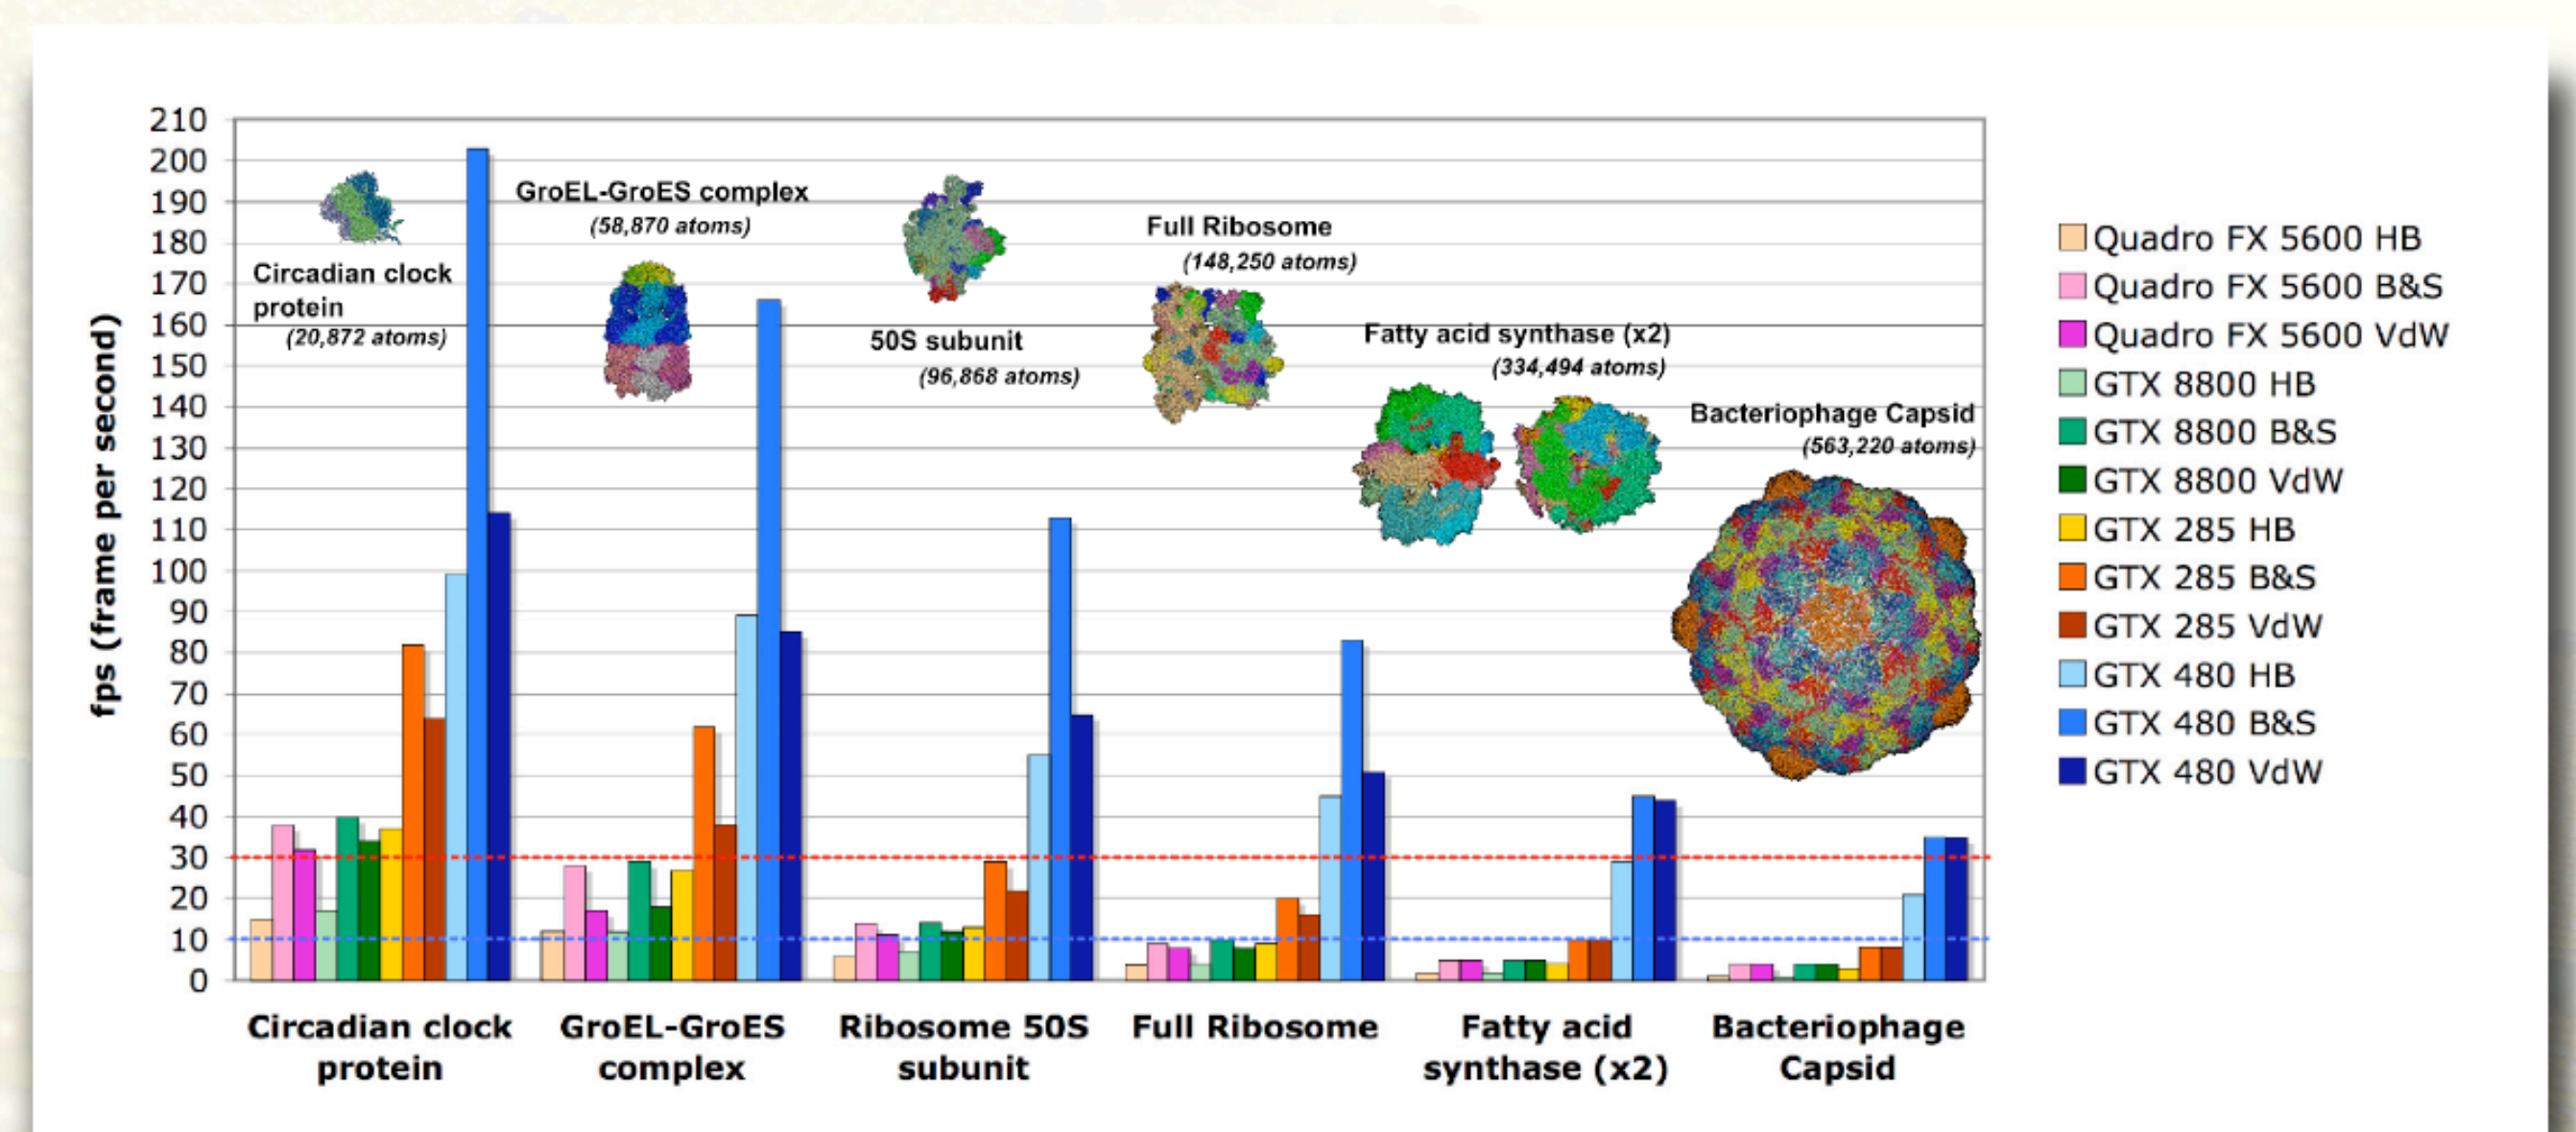 210
200
190
180
170
160
150
140
130
120
110
100
90
80
70
60
50
40
30
20
10
0
fps (frame per second)
Circadian clock
protein
(20,872 atoms)
GroEL-GroES complex
(58,870 atoms)
50S subunit
(96,868 atoms)
Full Ribosome
(148,250 atoms)
Fatty acid synthase (x2)
(334,494 atoms)
Bacteriophage Capsid
(563,220 atoms)
Circadian clock
protein
GroEL-GroES
complex
Ribosome 50S
subunit
Full Ribosome
Fatty acid
synthase (x2)
Bacteriophage
Capsid
Quadro FX 5600 HB
Quadro FX 5600 B&S
Quadro FX 5600 VdW
GTX 8800 HB
GTX 8800 B&S
GTX 8800 VdW
GTX 285 HB
GTX 285 B&S
GTX 285 VdW
GTX 480 HB
GTX 480 B&S
GTX 480 VdW